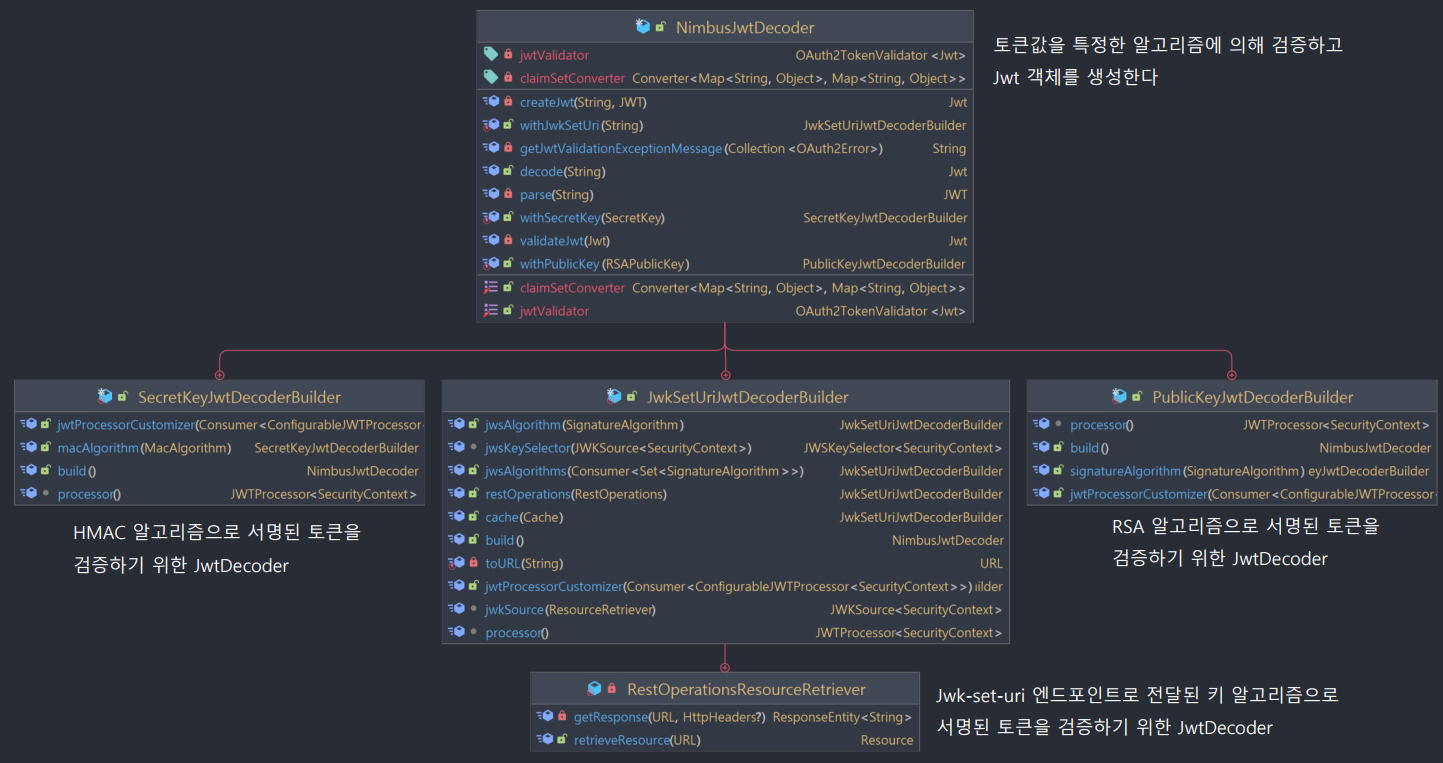 NimbusJwtDecoder
jwtValidator OAuth2TokenValidator <Jwt>
claimSetConverter Converter<Map<String, Object>, Map<String, Object>>
createJwt(String, JWT) Jwt
withJwkSetUri(String) JwkSetUriJwtDecoderBuilder
getJwtValidationExceptionMessage(Collection <OAuth2Error>) String
decode(String) Jwt
parse(String) JWT
withSecretKey(SecretKey) SecretKeyJwtDecoderBuilder
validateJwt(Jwt) Jwt
withPublicKey (RSAPublicKey) PublicKeyJwtDecoderBuilder
claimSetConverter Converter<Map<String, Object>, Map<String, Object>>
jwtValidator OAuth2TokenValidator <Jwt>
토큰값을 특정한 알고리즘에 의해 검증하고
Jwt 객체를 생성한다
SecretKeyJwtDecoderBuilder
jwtProcessorCustomizer(Consumer<ConfigurableJWTProcessor
macAlgorithm(MacAlgorithm) SecretKeyJwtDecoderBuilder
build() NimbusJwtDecoder
processor() JWTProcessor<SecurityContext>
HMAC 알고리즘으로 서명된 토큰을
검증하기 위한 JwtDecoder
JwkSetUriJwtDecoderBuilder
jwsAlgorithm(SignatureAlgorithm) JwkSetUriJwtDecoderBuilder
jwsKeySelector(JWKSource<SecurityContext>) JWSKeySelector<SecurityContext>
jwsAlgorithms(Consumer<Set<SignatureAlgorithm>>) JwkSetUriJwtDecoderBuilder
restOperations(RestOperations) JwkSetUriJwtDecoderBuilder
cache(Cache) JwkSetUriJwtDecoderBuilder
build() NimbusJwtDecoder
toURL(String) URL
jwtProcessorCustomizer(Consumer<ConfigurableJWTProcessor<SecurityContext>>) uilder
jwkSource(ResourceRetriever) JWKSource<SecurityContext>
processor() JWTProcessor<SecurityContext>
PublicKeyJwtDecoderBuilder
processor() JWTProcessor<SecurityContext>
build() NimbusJwtDecoder
signatureAlgorithm(SignatureAlgorithm) eyJwtDecoderBuilder
jwtProcessorCustomizer(Consumer<ConfigurableJWTProcessor
RSA 알고리즘으로 서명된 토큰을
검증하기 위한 JwtDecoder
RestOperationsResourceRetriever
getResponse(URL, HttpHeaders?) ResponseEntity<String>
retrieveResource(URL) Resource
Jwk-set-uri 엔드포인트로 전달된 키 알고리즘으로
서명된 토큰을 검증하기 위한 JwtDecoder